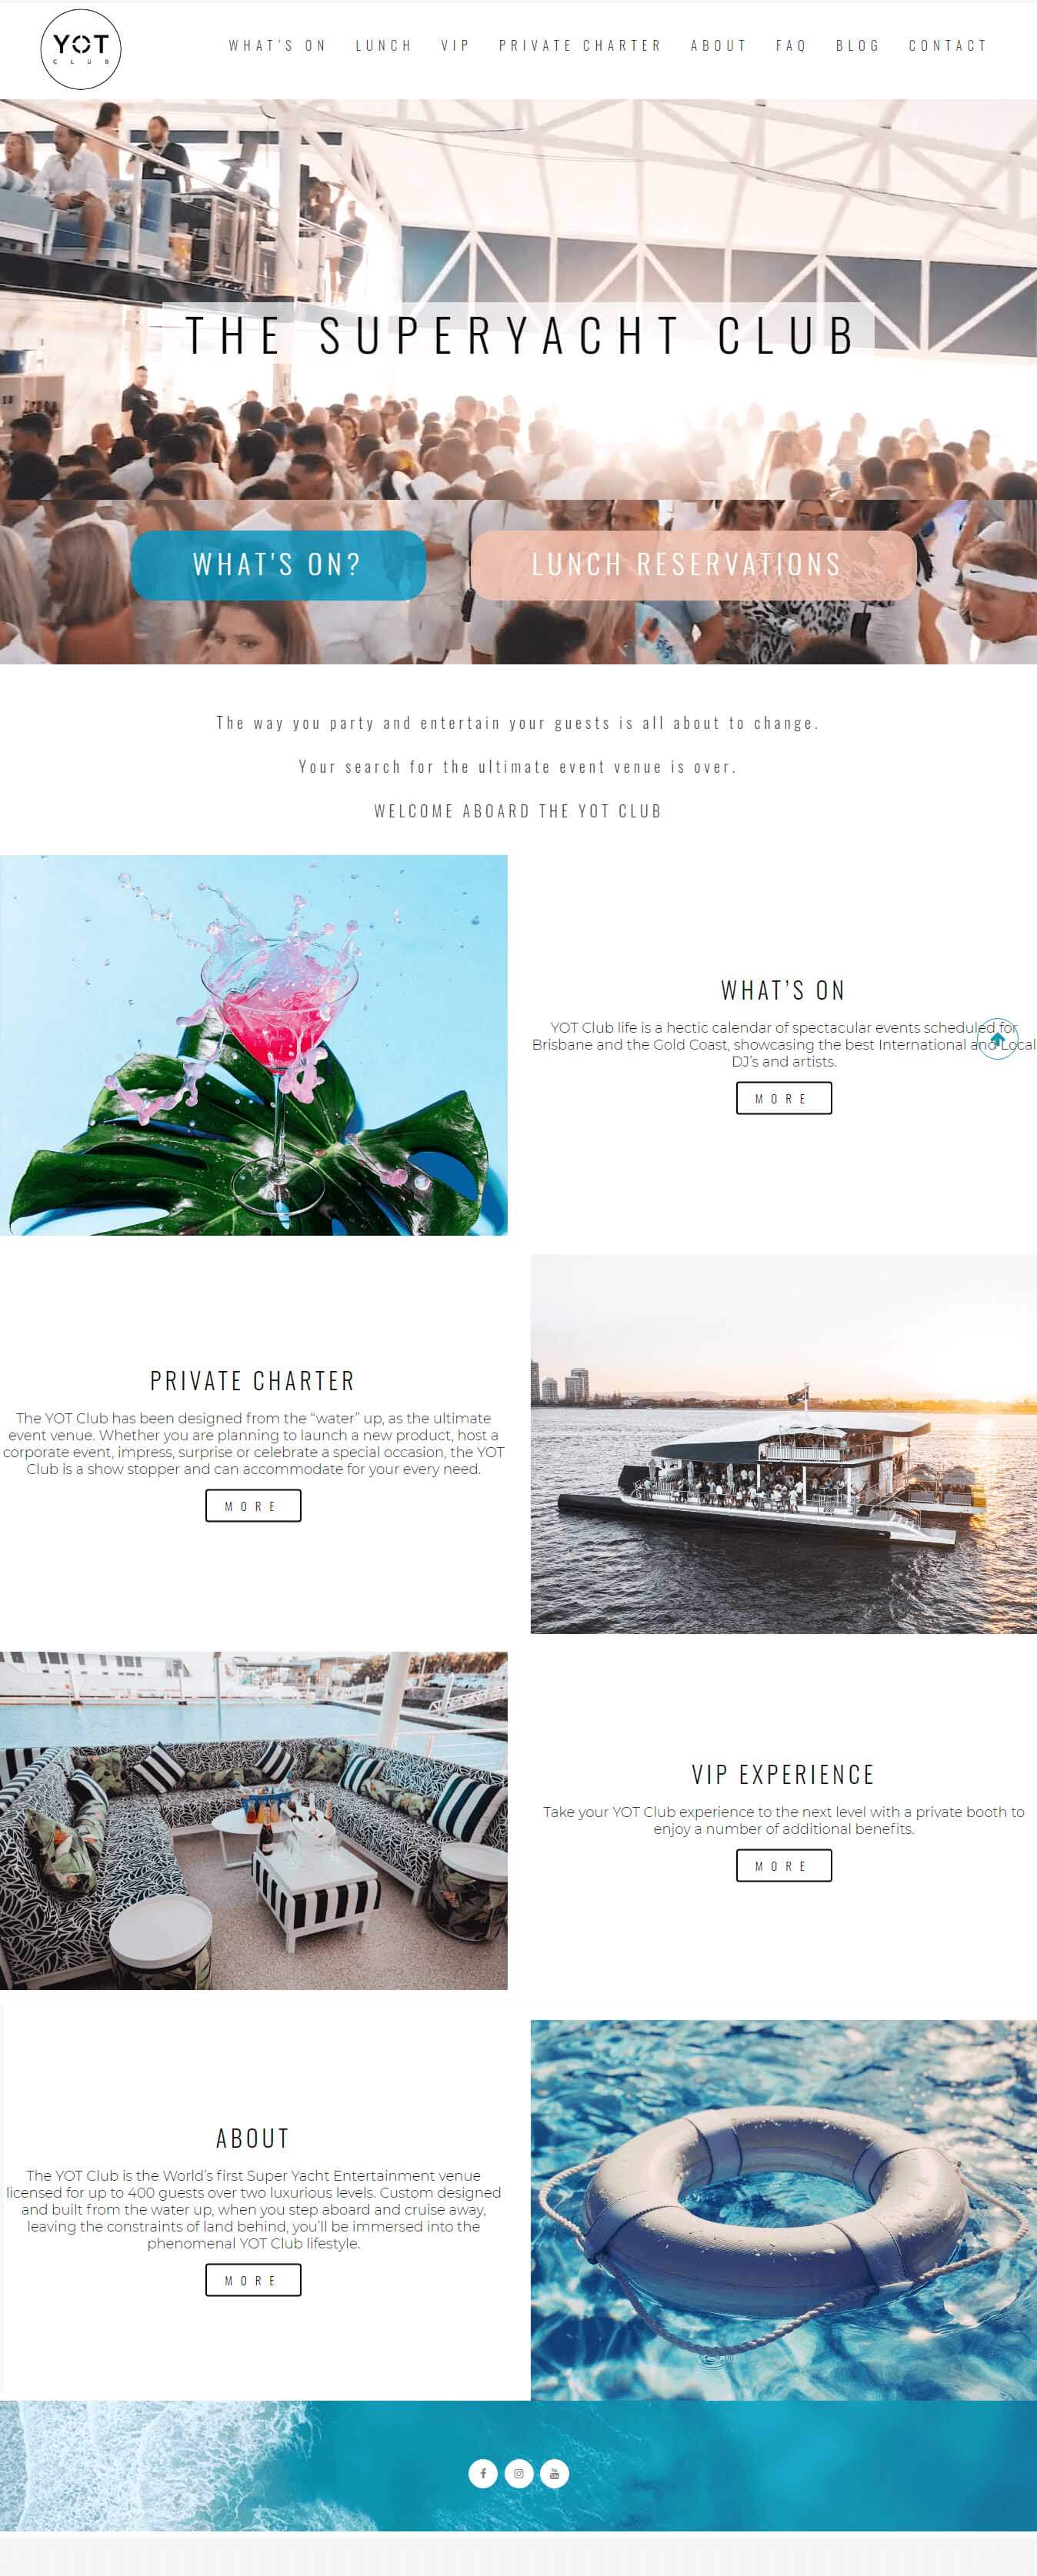 YOT
CLUB
WHAT'S ON LUNCH VIP PRIVATE CHARTER ABOUT FAQ BLOG CONTACT
THE SUPERYACHT CLUB
WHAT'S ON?
LUNCH RESERVATIONS
The way you party and entertain your guests is all about to change.
Your search for the ultimate event venue is over.
WELCOME ABOARD THE YOT CLUB
WHAT’S ON
YOT Club life is a hectic calendar of spectacular events scheduled for
Brisbane and the Gold Coast, showcasing the best International and Local
DJ’s and artists.
MORE
PRIVATE CHARTER
The YOT Club has been designed from the “water” up, as the ultimate
event venue. Whether you are planning to launch a new product, host a
corporate event, impress, surprise or celebrate a special occasion, the YOT
Club is a show stopper and can accommodate for your every need.
MORE
VIP EXPERIENCE
Take your YOT Club experience to the next level with a private booth to
enjoy a number of additional benefits.
MORE
ABOUT
The YOT Club is the World’s first Super Yacht Entertainment venue
licensed for up to 400 guests over two luxurious levels. Custom designed
and built from the water up, when you step aboard and cruise away,
leaving the constraints of land behind, you’ll be immersed into the
phenomenal YOT Club lifestyle.
MORE